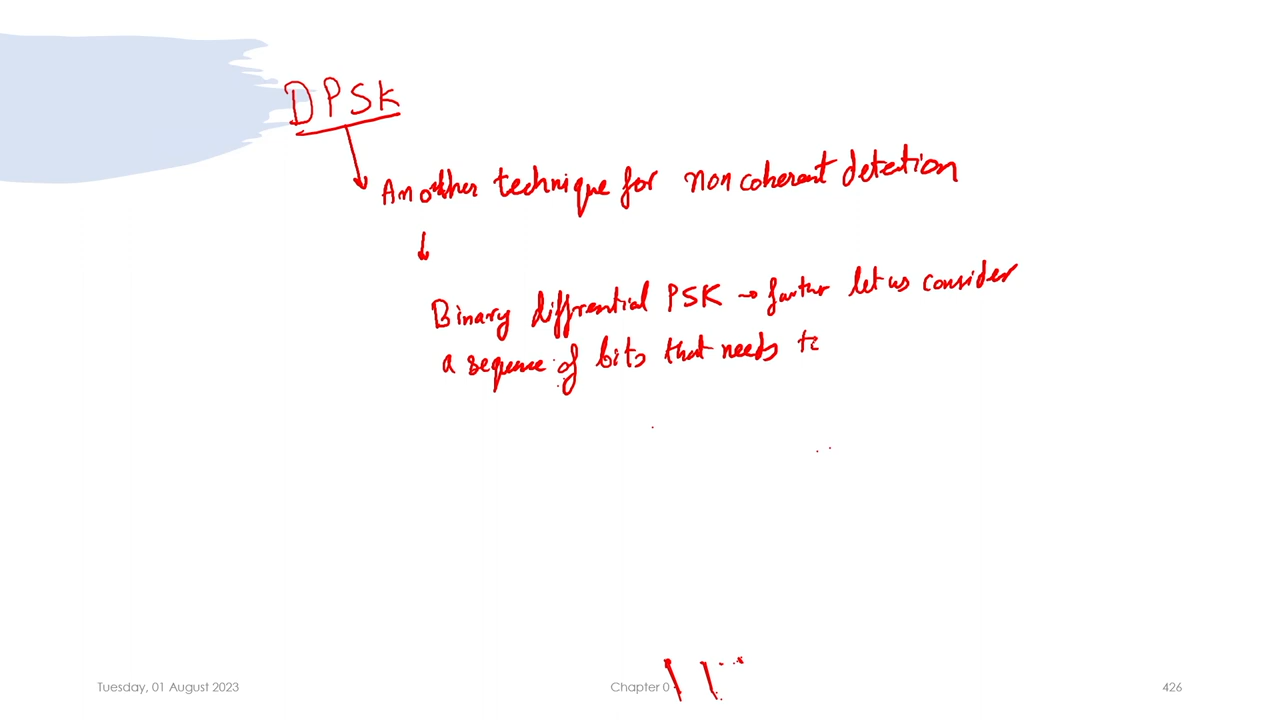 DPSK
Another technique for non coherent detection
Binary diffrential PSK → further let us consider
a sequence of bits that needs to
Tuesday, 01 August 2023
Chapter 0
426